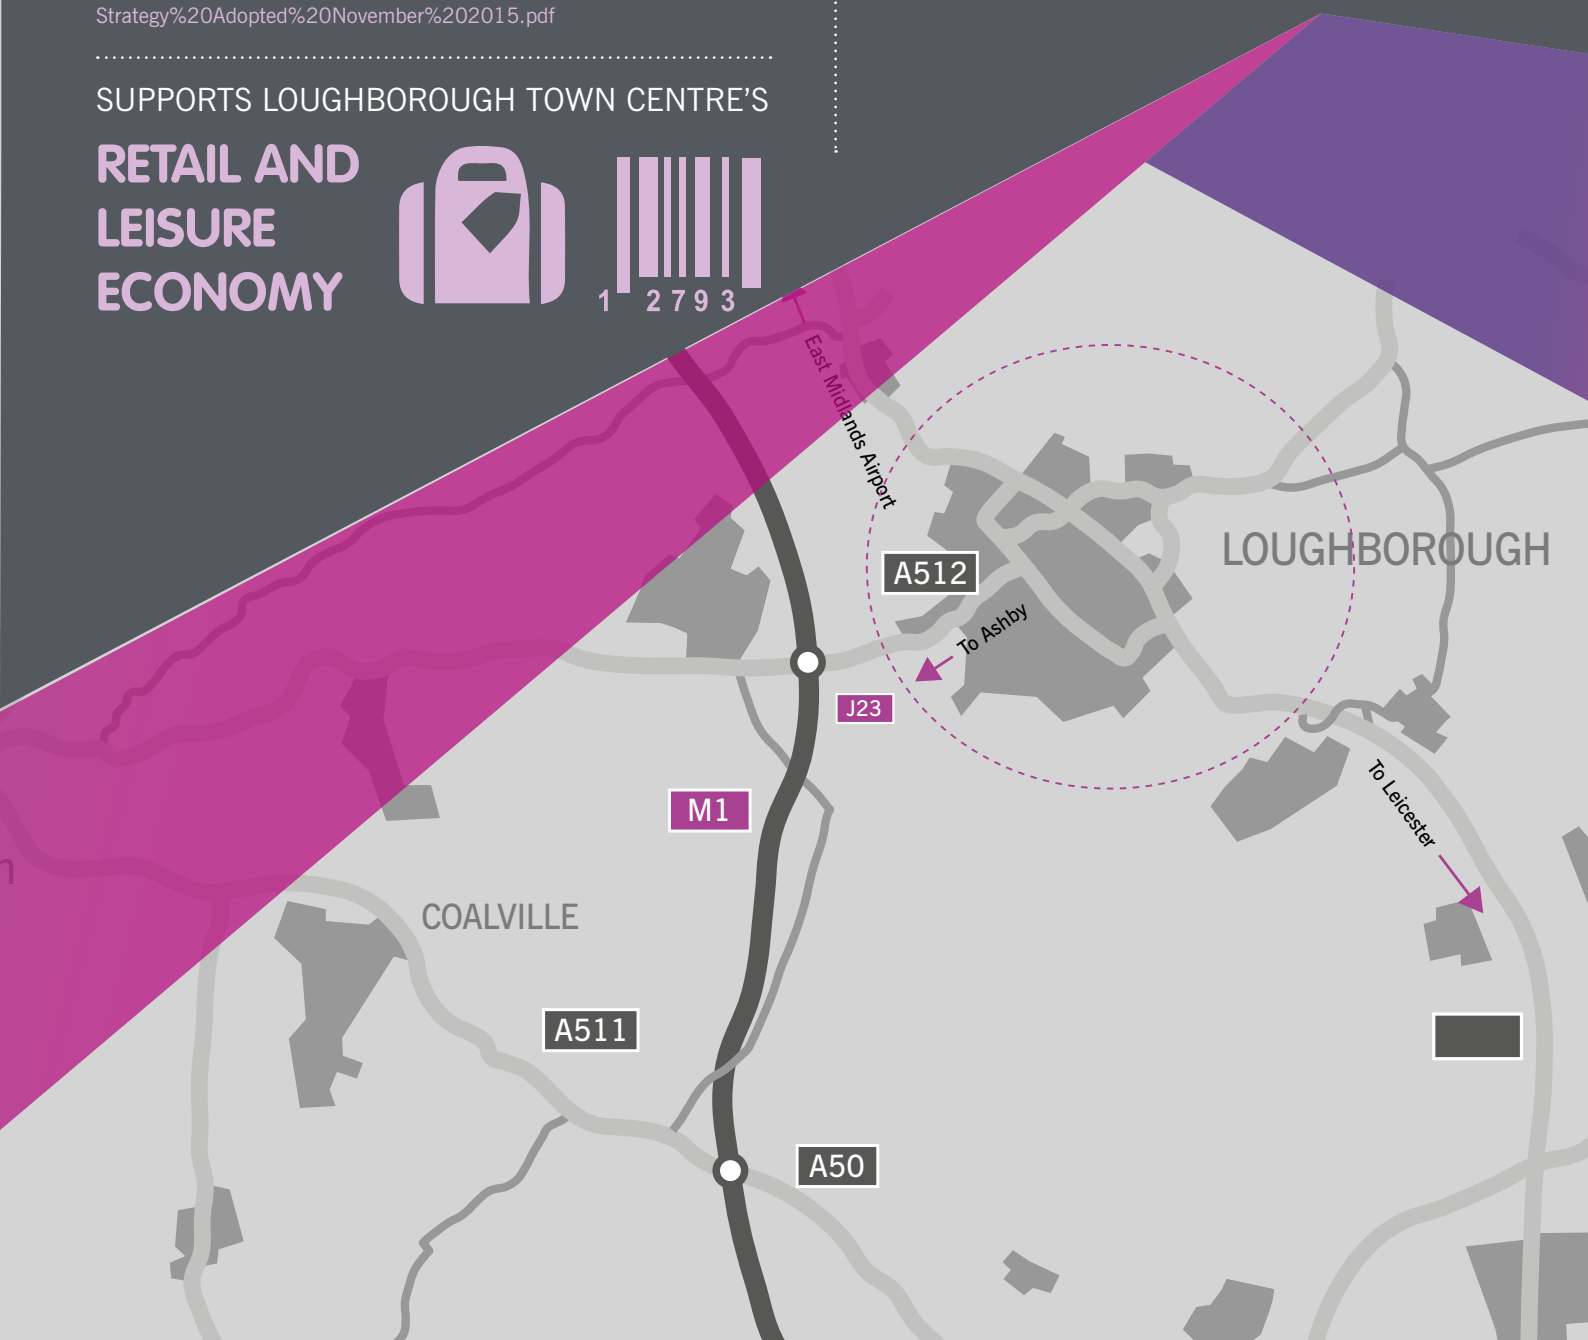 Strategy%20Adopted%20November%202015.pdf
SUPPORTS LOUGHBOROUGH TOWN CENTRE'S
RETAIL AND
LEISURE
ECONOMY
1 2793
East Midlands Airport
A512
LOUGHBOROUGH
To Ashby
J23
M1
To Leicester
COALVILLE
A511
A50